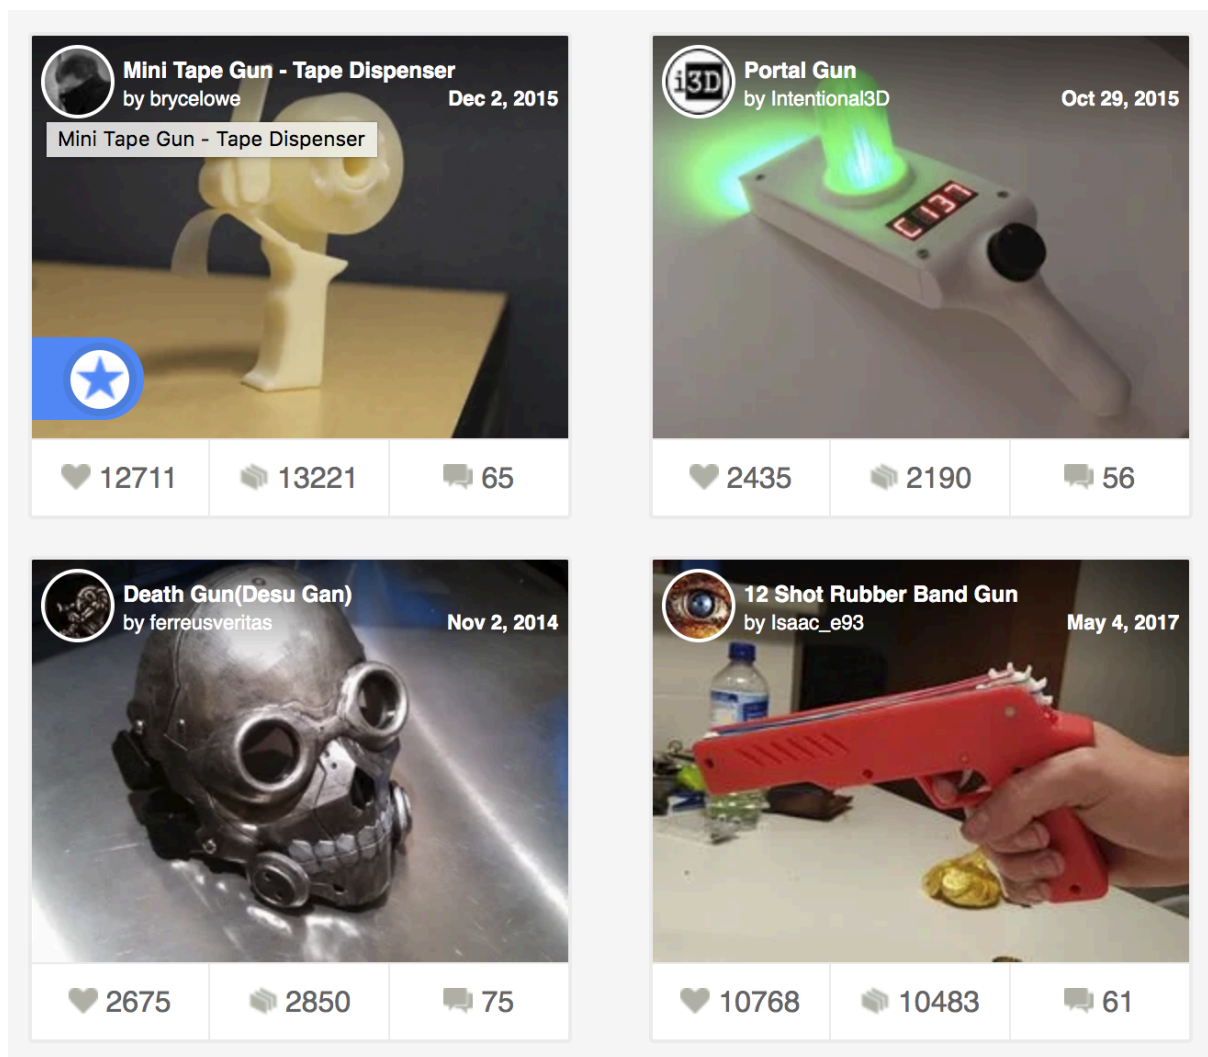 Mini Tape Gun - Tape Dispenser
by brycelowe
Dec 2, 2015
Mini Tape Gun - Tape Dispenser
12711
13221
65
i3D
Portal Gun
by Intentional3D
Oct 29, 2015
C137
2435
2190
56
Death Gun(Desu Gan)
by ferreusveritas
Nov 2, 2014
2675
2850
75
12 Shot Rubber Band Gun
by Isaac_e93
May 4, 2017
10768
10483
61